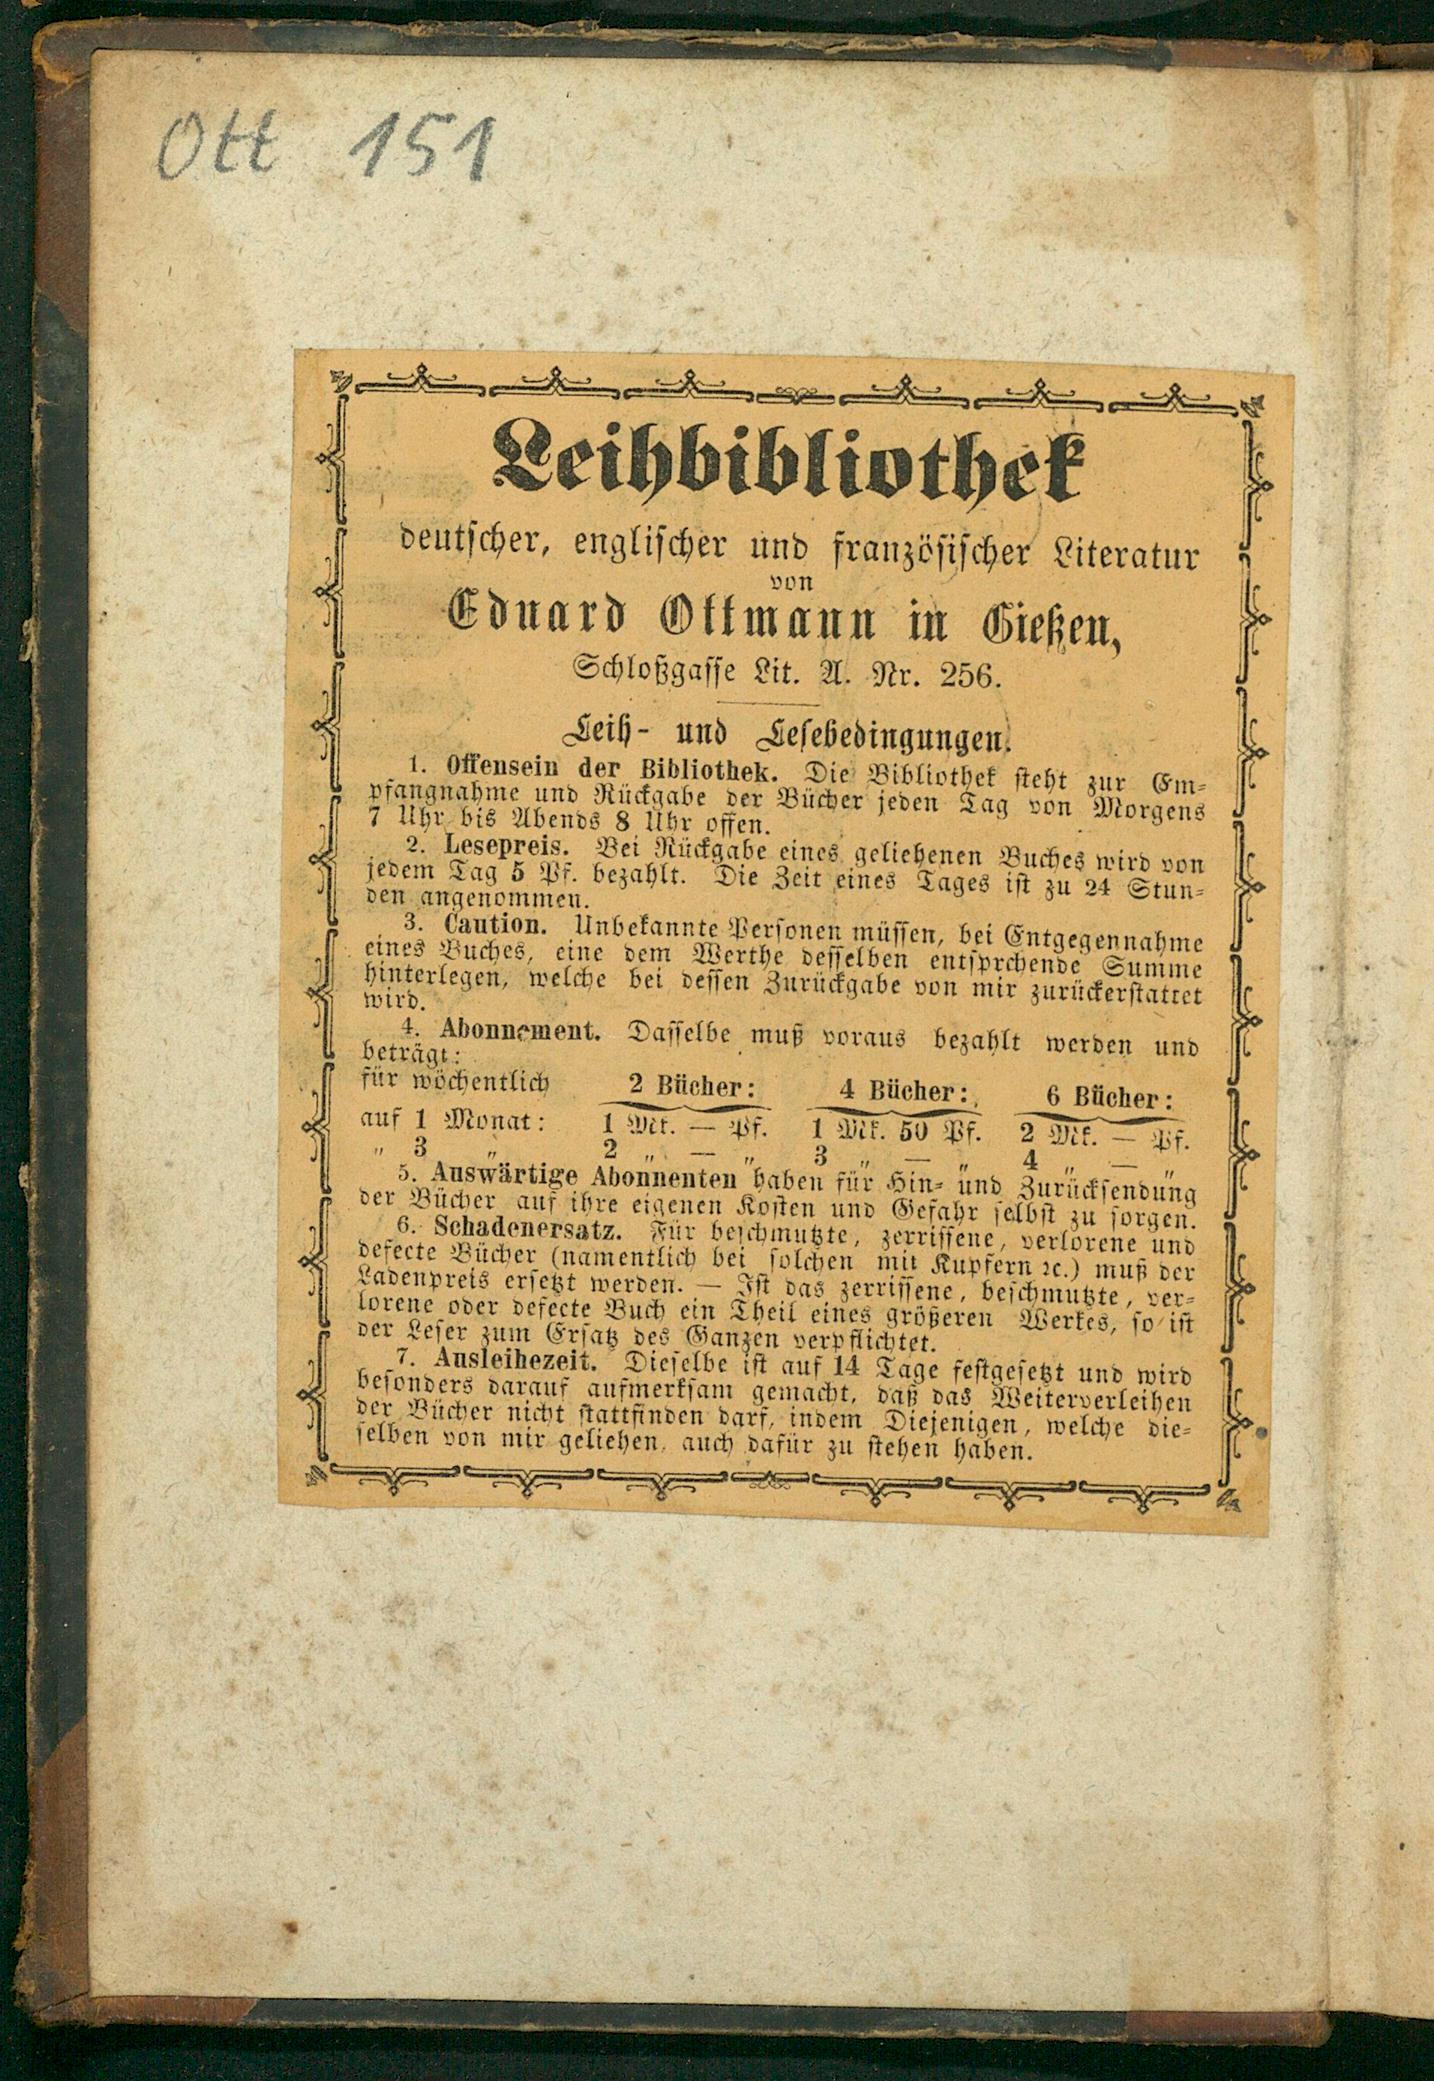 Ott 151
Leihbibliothek
deutscher, englischer und französischer Literatur
von
Eduard Ottmann in Gießen,
Schloßgasse Lit. A. Nr. 256.
Leih- und Lesebedingungen.
1. Offensein der Bibliothek. Die Bibliothek steht zur Em-
pfangnahme und Rückgabe der Bücher jeden Tag von Morgens
7 Uhr bis Abends 8 Uhr offen.
2. Lesepreis. Bei Rückgabe eines geliehenen Buches wird von
jedem Tag 5 Pf. bezahlt. Die Zeit eines Tages ist zu 24 Stun-
den angenommen.
3. Caution. Unbekannte Personen müssen, bei Entgegennahme
eines Buches, eine dem Werthe desselben entsprchende Summe
hinterlegen, welche bei dessen Zurückgabe von mir zurückerstattet
wird.
4. Abonnement. Dasselbe muß voraus bezahlt werden und
beträgt:
für wöchentlich 2 Bücher: 4 Bücher: 6 Bücher:
auf 1 Monat: 1 Mk. — Pf. 1 Mk. 50 Pf. 2 Mk. — Pf.
„ 3 „ 2 „ — „ 3 „ — „ 4 „ — „
5. Auswärtige Abonnenten haben für Hin- und Zurücksendung
der Bücher auf ihre eigenen Kosten und Gefahr selbst zu sorgen.
6. Schadenersatz. Für beschmutzte, zerrissene, verlorene und
defecte Bücher (namentlich bei solchen mit Kupfern ꝛc.) muß der
Ladenpreis ersetzt werden. — Ist das zerrissene, beschmutzte, ver-
lorene oder defecte Buch ein Theil eines größeren Werkes, so ist
der Leser zum Ersatz des Ganzen verpflichtet.
7. Ausleihezeit. Dieselbe ist auf 14 Tage festgesetzt und wird
besonders darauf aufmerksam gemacht, daß das Weiterverleihen
der Bücher nicht stattfinden darf, indem Diejenigen, welche die-
selben von mir geliehen, auch dafür zu stehen haben.